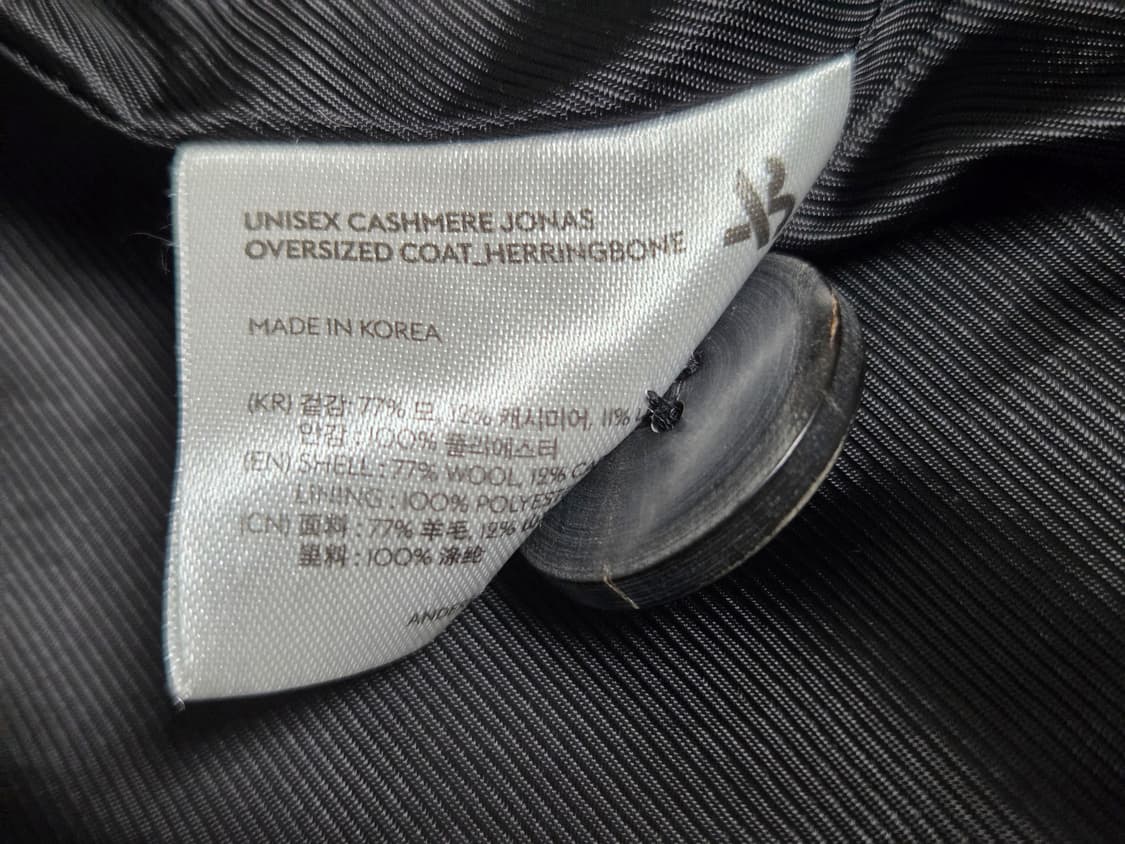 UNISEX CASHMERE JONAS
OVERSIZED COAT_HERRINGBONE
MADE IN KOREA
(KR) 겉감: 77% 모, 12% 캐시미어, 11%
안감 : 100% 폴리에스터
(EN) SHELL : 77% WOOL, 12%
LINING : 100%
(CN) 面料 : 77% 羊毛, 12%
里料 : 100% 涤纶